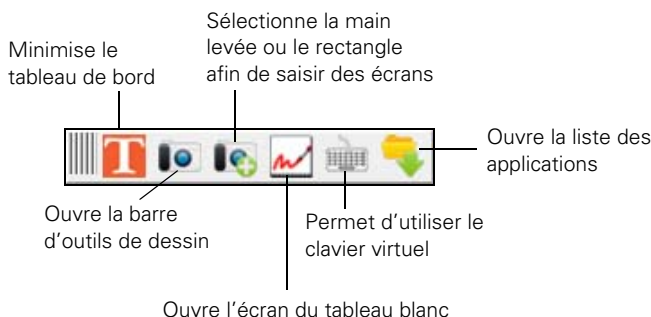 Sélectionne la main
levée ou le rectangle
afin de saisir des écrans
Minimise le
tableau de bord
T
Ouvre la liste des
applications
Ouvre la barre
d'outils de dessin
Permet d'utiliser le
clavier virtuel
Ouvre l'écran du tableau blanc